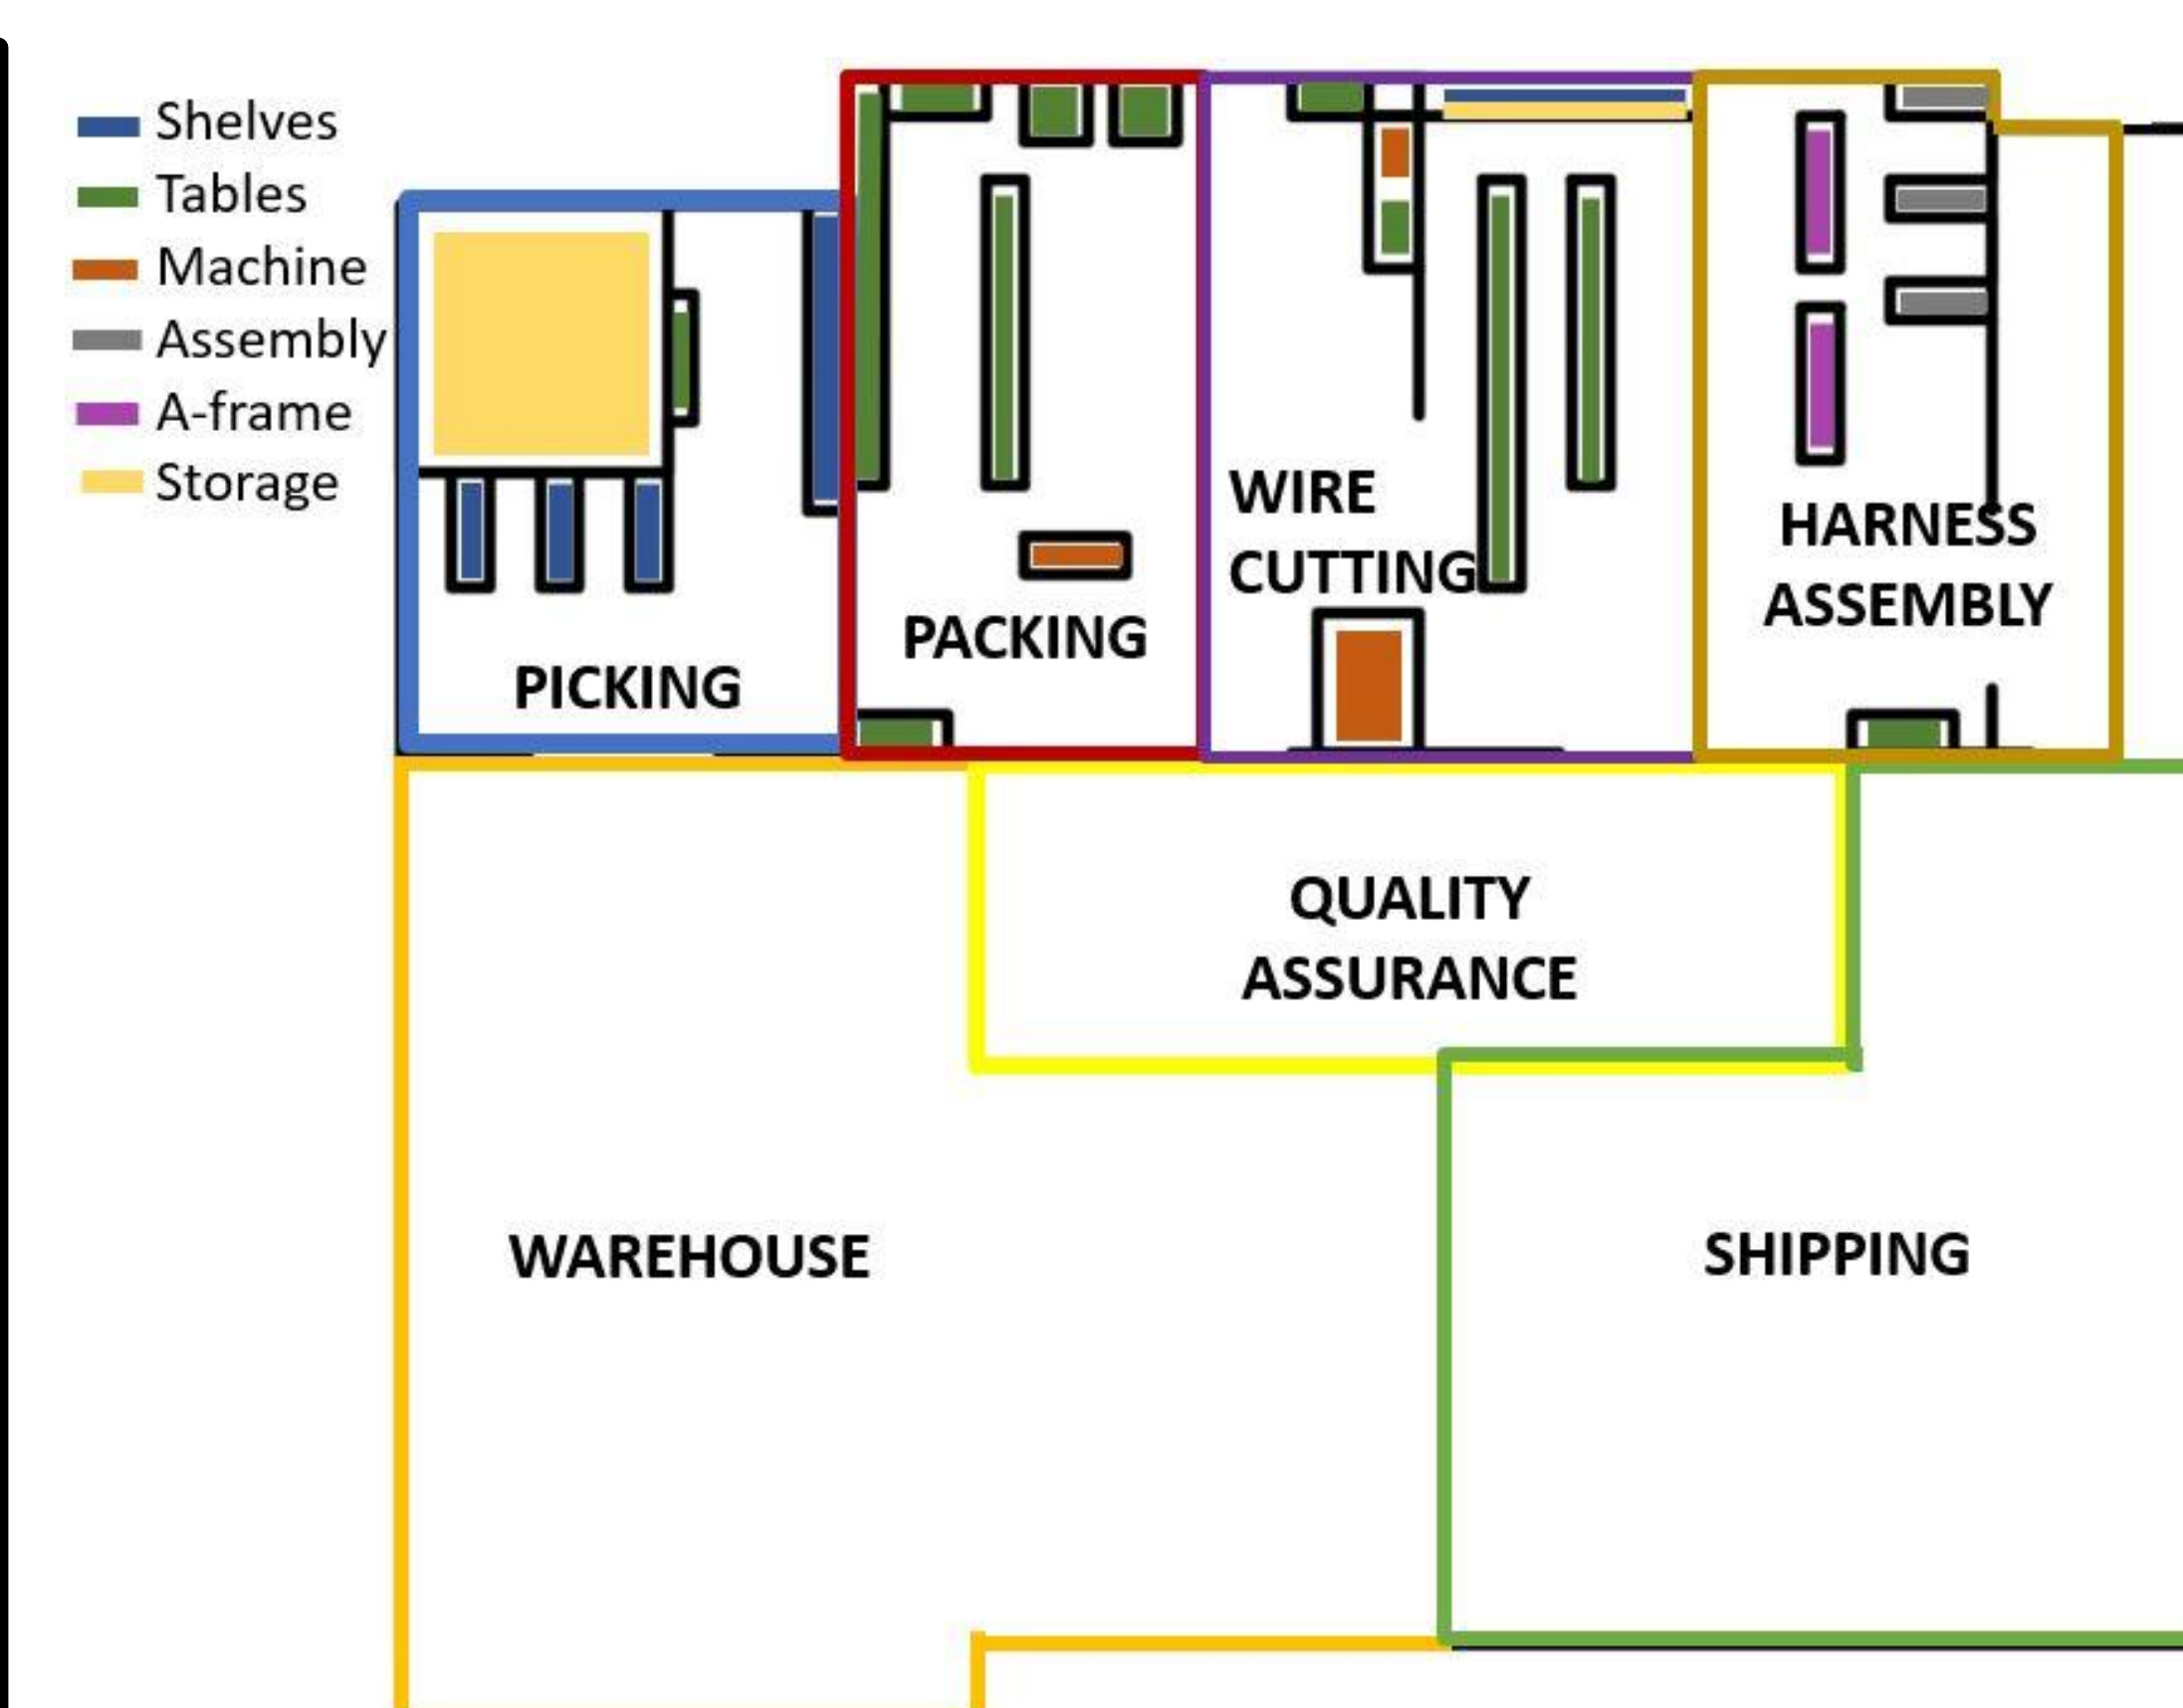 Shelves
Tables
Machine
Assembly
A-frame
Storage
PICKING
PACKING
WIRE
CUTTING
HARNESS
ASSEMBLY
QUALITY
ASSURANCE
WAREHOUSE
SHIPPING